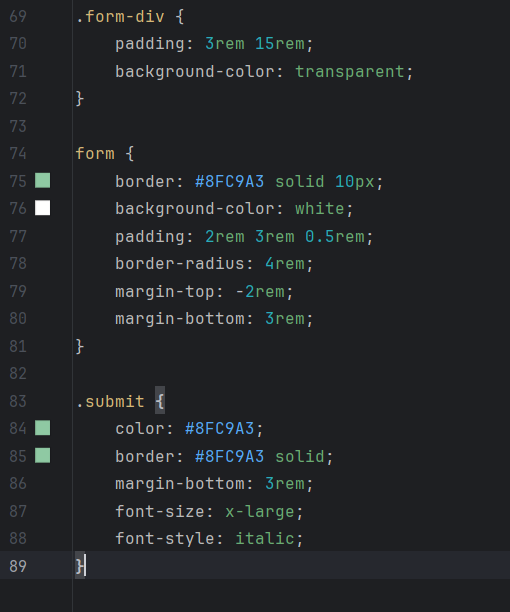 69 .form-div {
70     padding: 3rem 15rem;
71     background-color: transparent;
72 }
73
74 form {
75     border: #8FC9A3 solid 10px;
76     background-color: white;
77     padding: 2rem 3rem 0.5rem;
78     border-radius: 4rem;
79     margin-top: -2rem;
80     margin-bottom: 3rem;
81 }
82
83 .submit {
84     color: #8FC9A3;
85     border: #8FC9A3 solid;
86     margin-bottom: 3rem;
87     font-size: x-large;
88     font-style: italic;
89 }